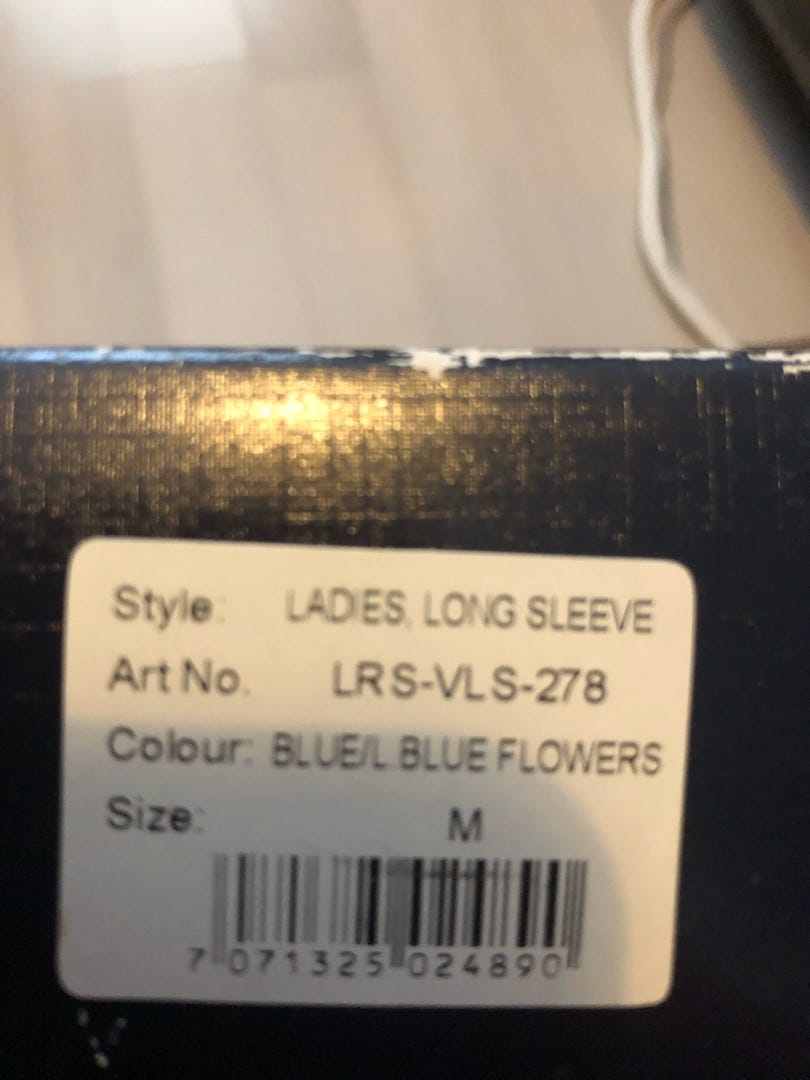 Style: LADIES, LONG SLEEVE
Art No. LRS-VLS-278
Colour: BLUE/L BLUE FLOWERS
Size: M
7 071325 024890